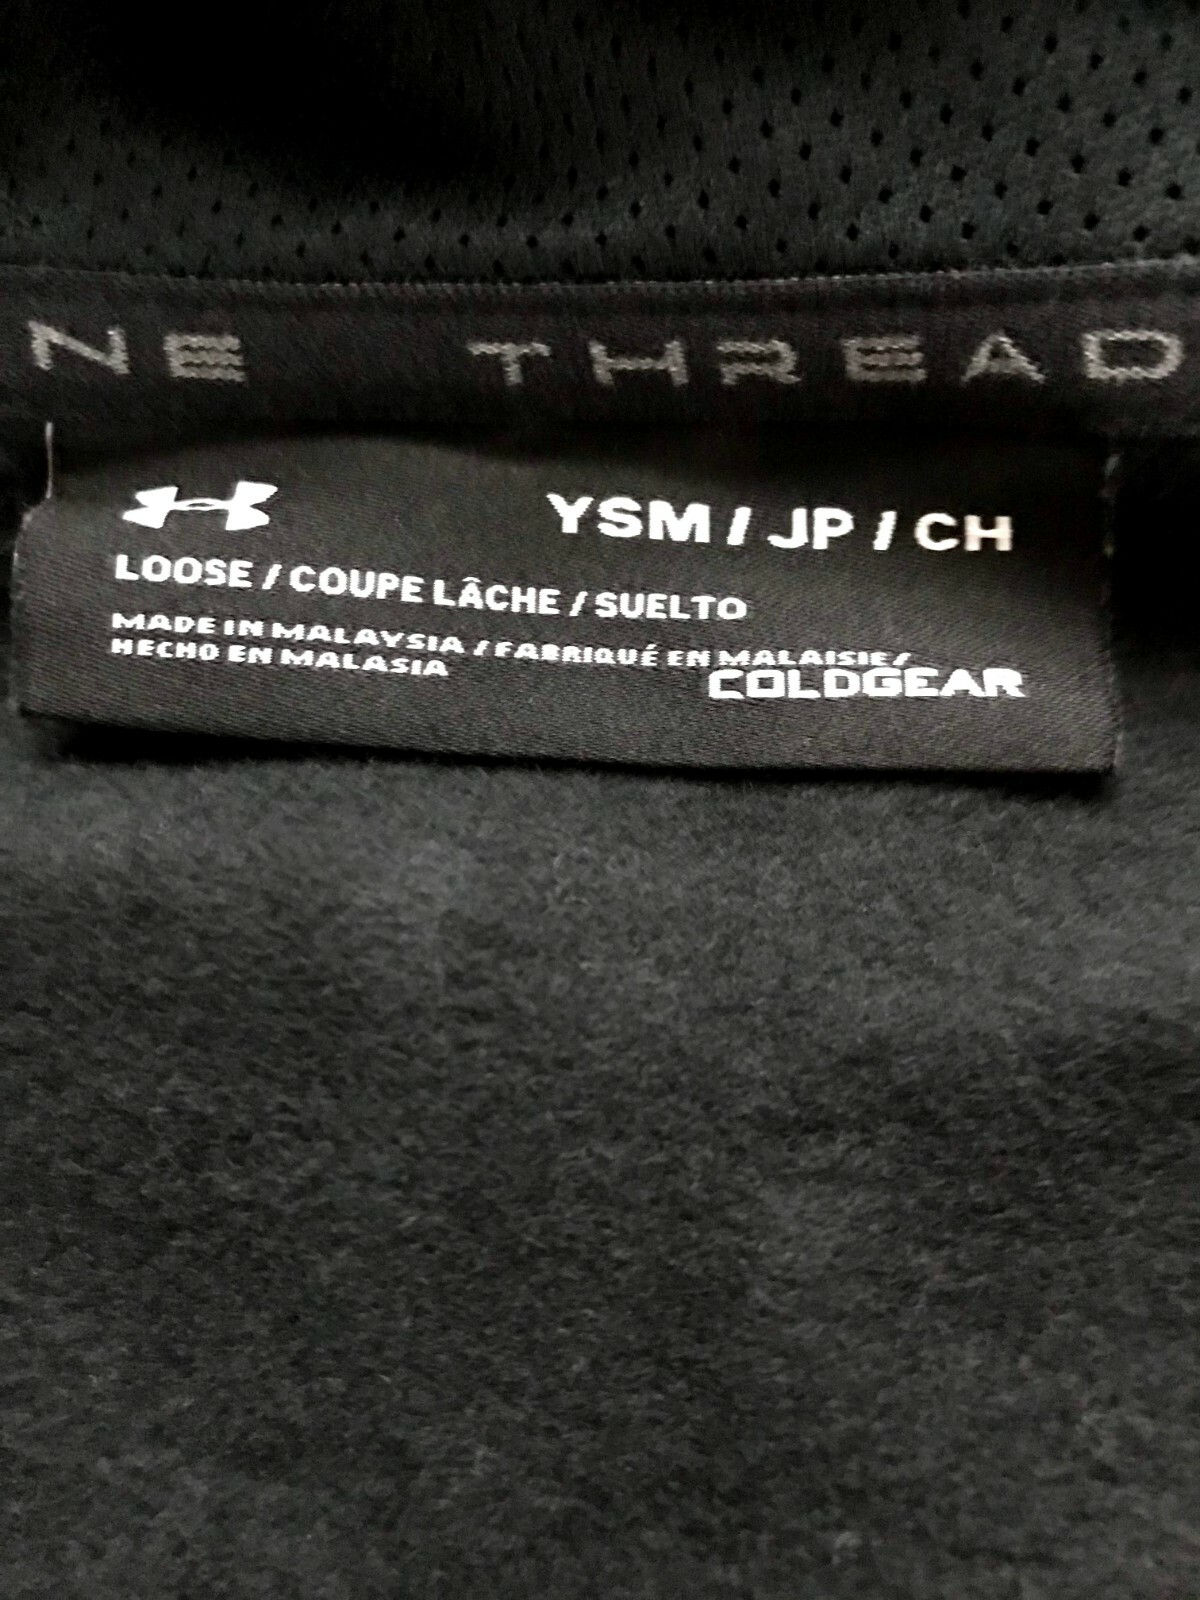 NE THREAD
YSM / JP / CH
LOOSE / COUPE LÂCHE / SUELTO
MADE IN MALAYSIA / FABRIQUÉ EN MALAISIE /
HECHO EN MALASIA
COLDGEAR